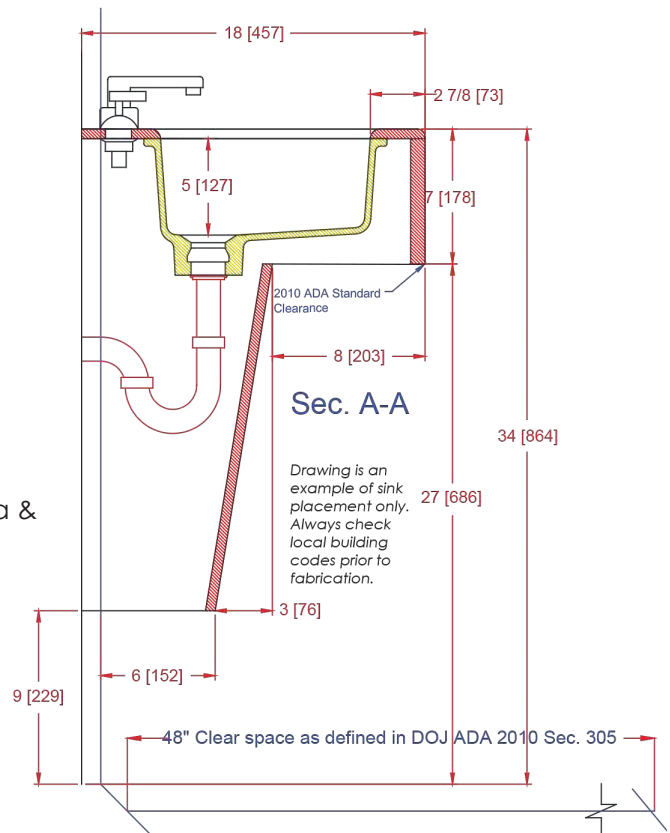 18 [457]
2 7/8 [73]
5 [127]
7 [178]
2010 ADA Standard
Clearance
8 [203]
Sec. A-A
34 [864]
Drawing is an
example of sink
placement only.
Always check
local building
codes prior to
fabrication.
27 [686]
a &
3 [76]
6 [152]
9 [229]
48" Clear space as defined in DOJ ADA 2010 Sec. 305